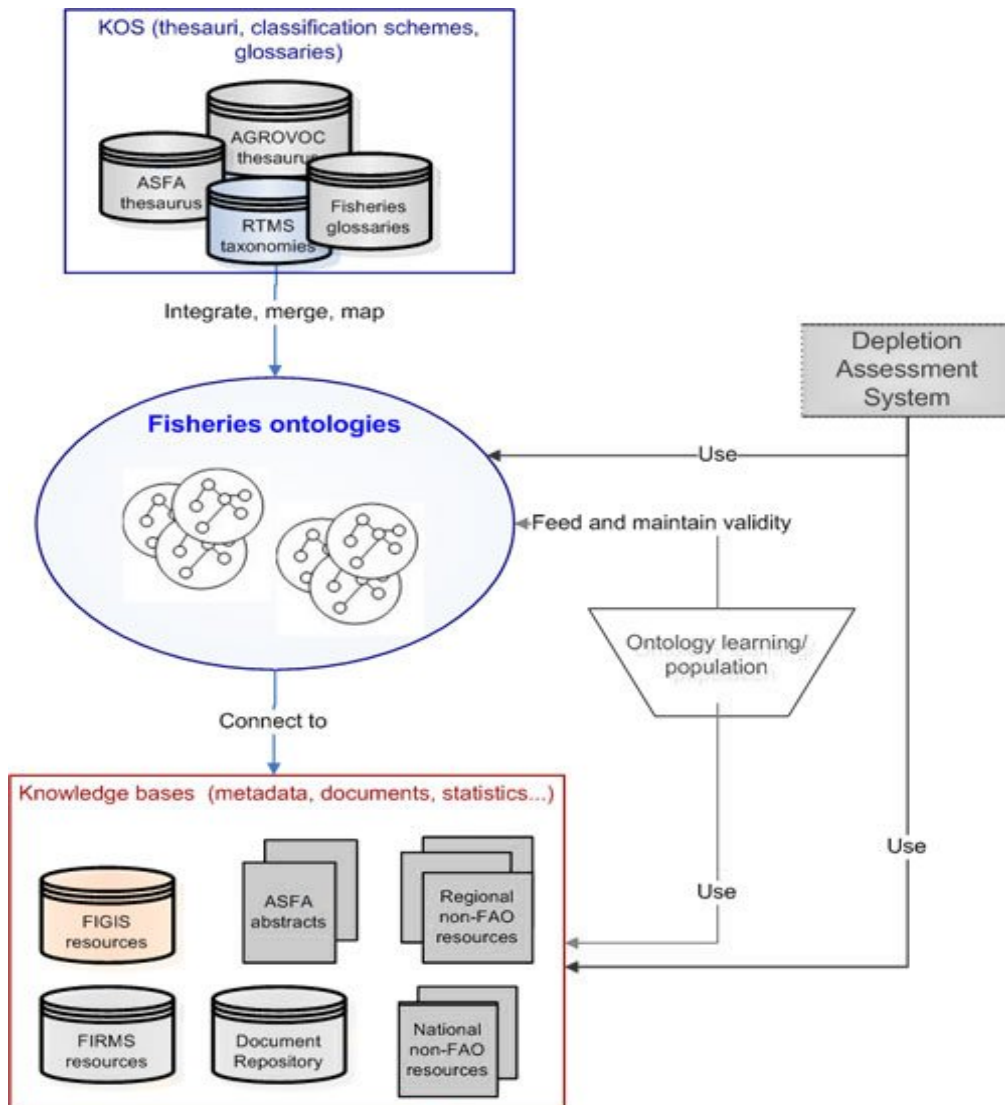 KOS (thesauri, classification schemes,
glossaries)
AGROVOC
thesaurus
ASFA
thesaurus
RTMS
taxonomies
Fisheries
glossaries
Integrate, merge, map
Depletion
Assessment
System
Fisheries ontologies
Use
Feed and maintain validity
Ontology learning/
population
Connect to
Knowledge bases (metadata, documents, statistics...)
Use
Use
FIGIS
resources
ASFA
abstracts
Regional
non-FAO
resources
FIRMS
resources
Document
Repository
National
non-FAO
resources